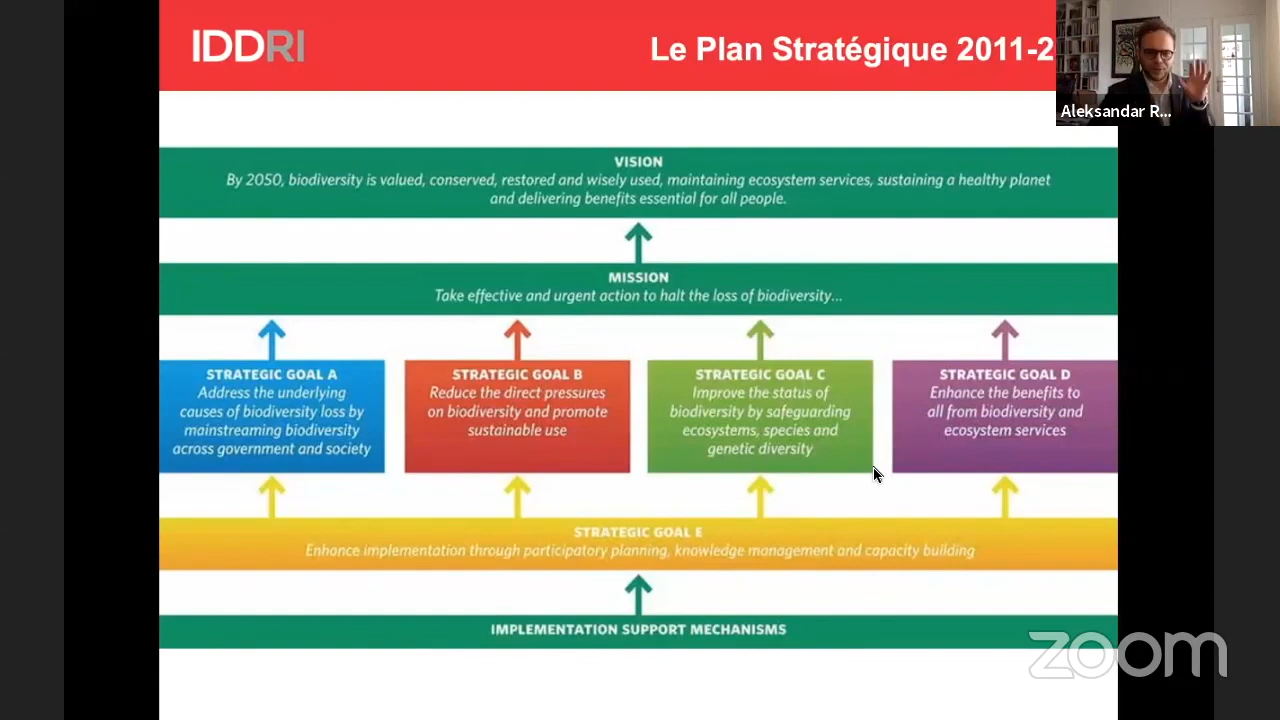 IDDRI
Le Plan Stratégique 2011-2
Aleksandar R...
VISION
By 2050, biodiversity is valued, conserved, restored and wisely used, maintaining ecosystem services, sustaining a healthy planet
and delivering benefits essential for all people.
MISSION
Take effective and urgent action to halt the loss of biodiversity...
STRATEGIC GOAL A
Address the underlying
causes of biodiversity loss by
mainstreaming biodiversity
across government and society
STRATEGIC GOAL B
Reduce the direct pressures
on biodiversity and promote
sustainable use
STRATEGIC GOAL C
Improve the status of
biodiversity by safeguarding
ecosystems, species and
genetic diversity
STRATEGIC GOAL D
Enhance the benefits to
all from biodiversity and
ecosystem services
STRATEGIC GOAL E
Enhance implementation through participatory planning, knowledge management and capacity building
IMPLEMENTATION SUPPORT MECHANISMS
zoom